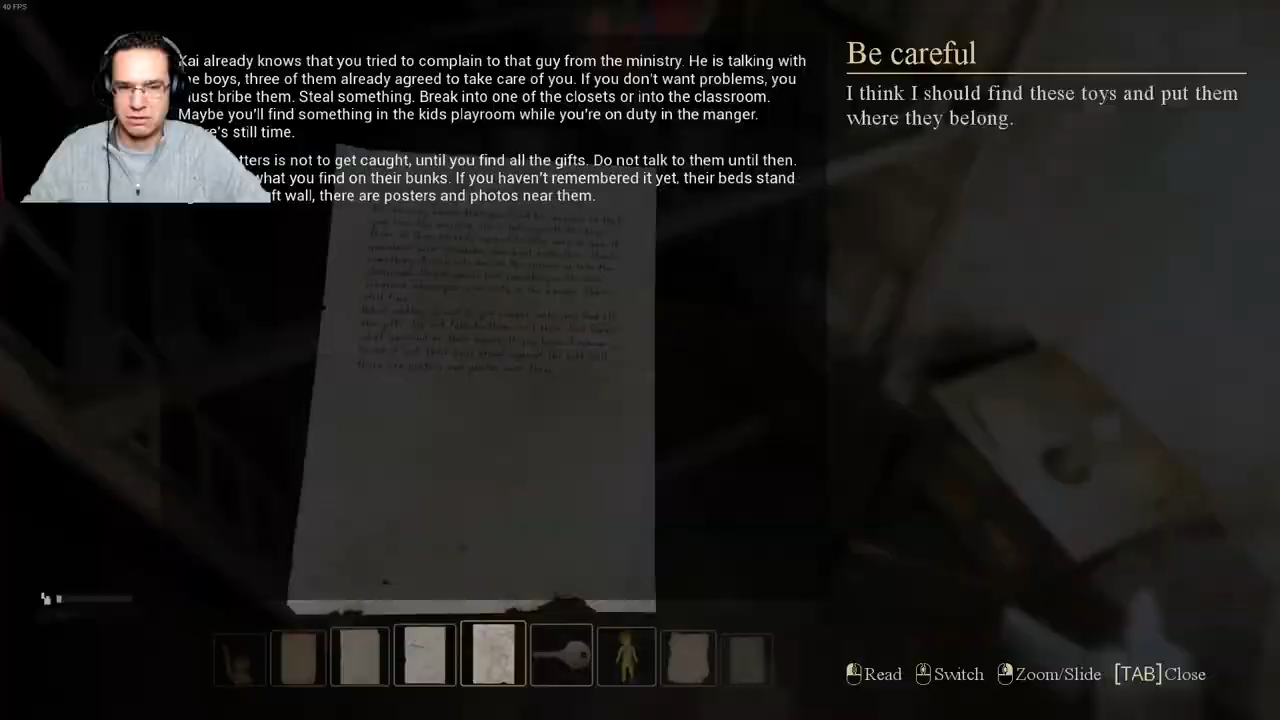 40 FPS
Kai already knows that you tried to complain to that guy from the ministry. He is talking with
boys, three of them already agreed to take care of you. If you don't want problems, you
bribe them. Steal something. Break into one of the closets or into the classroom.
Maybe you'll find something in the kids playroom while you're on duty in the manger.
still time.
is not to get caught, until you find all the gifts. Do not talk to them until then.
what you find on their bunks. If you haven't remembered it yet, their beds stand
wall, there are posters and photos near them.
Be careful
I think I should find these toys and put them
where they belong.
Read Switch Zoom/Slide [TAB]Close